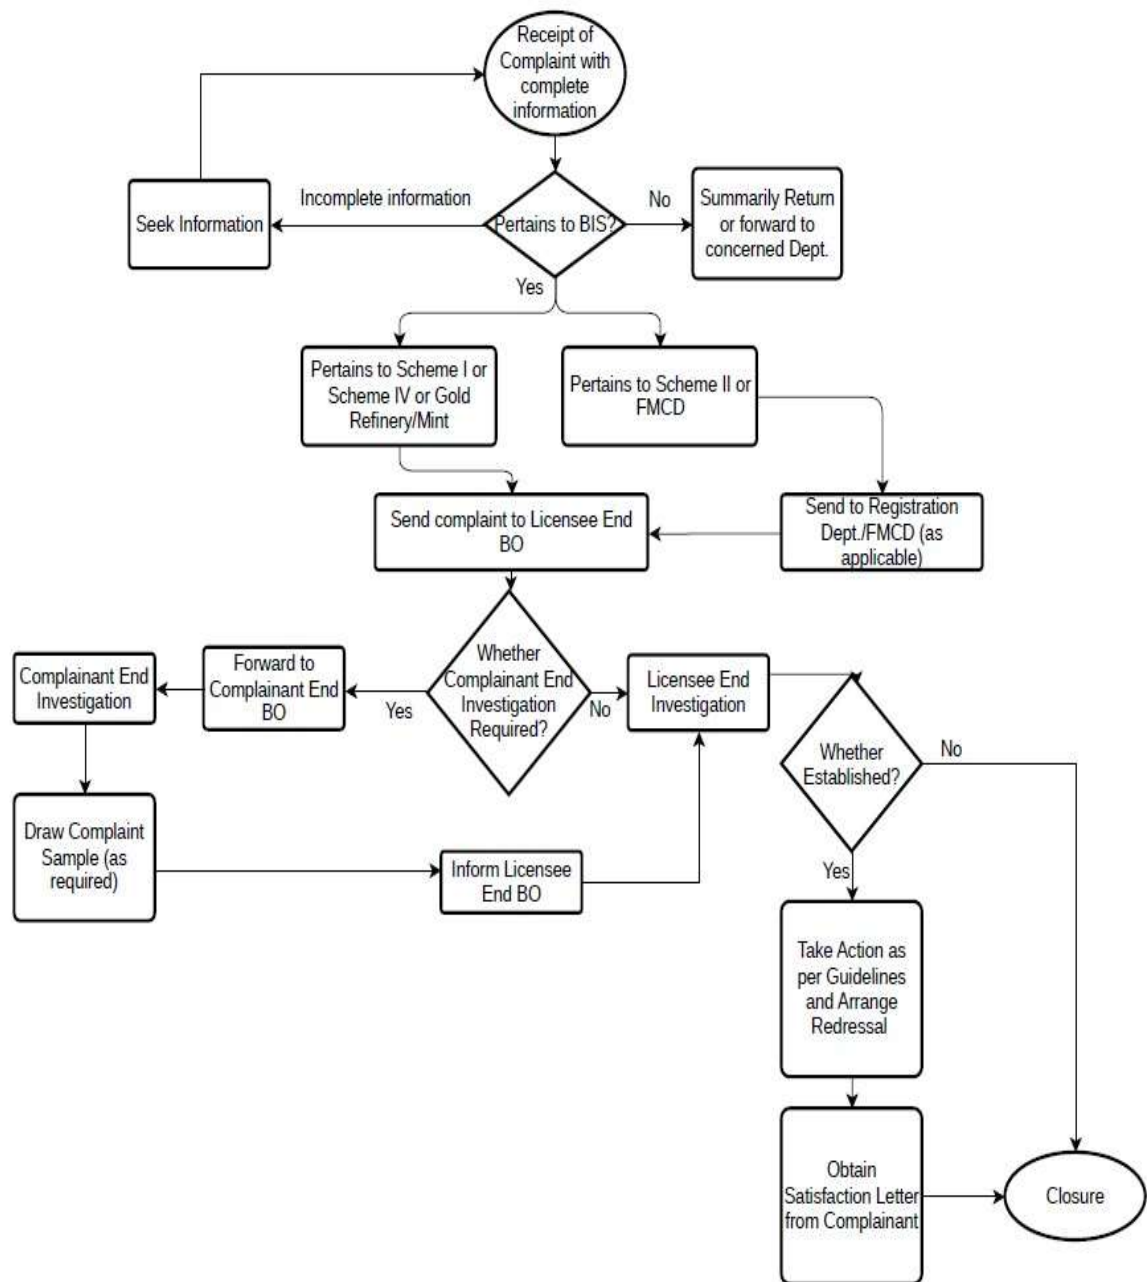 Receipt of
Complaint with
complete
information
Incomplete information
No
Summarily Return
or forward to
concerned Dept.
Seek Information
Pertains to BIS?
Yes
Pertains to Scheme I or
Scheme IV or Gold
Refinery/Mint
Pertains to Scheme II or
FMCD
Send complaint to Licensee End
BO
Send to Registration
Dept./FMCD (as
applicable)
Whether
Complainant End
Investigation
Required?
Forward to
Complainant End
BO
Yes
Complainant End
Investigation
No
Licensee End
Investigation
Whether
Established?
No
Draw Complaint
Sample (as
required)
Inform Licensee
End BO
Yes
Take Action as
per Guidelines
and Arrange
Redressal
Obtain
Satisfaction Letter
from Complainant
Closure